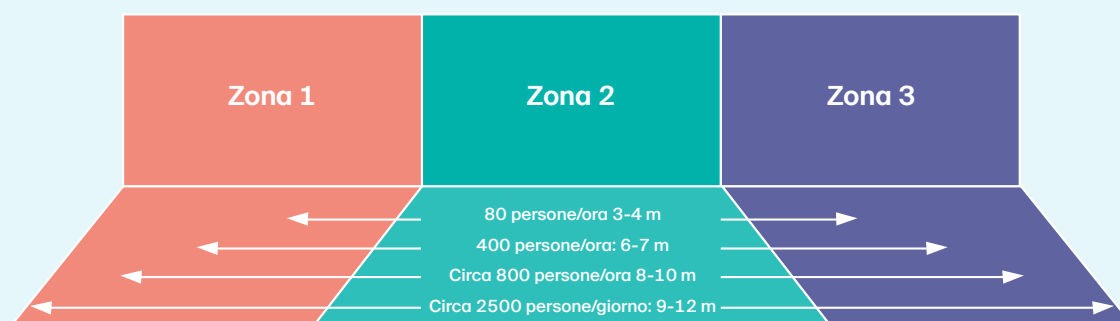 Zona 1
Zona 2
Zona 3
80 persone/ora 3-4 m
400 persone/ora: 6-7 m
Circa 800 persone/ora 8-10 m
Circa 2500 persone/giorno: 9-12 m